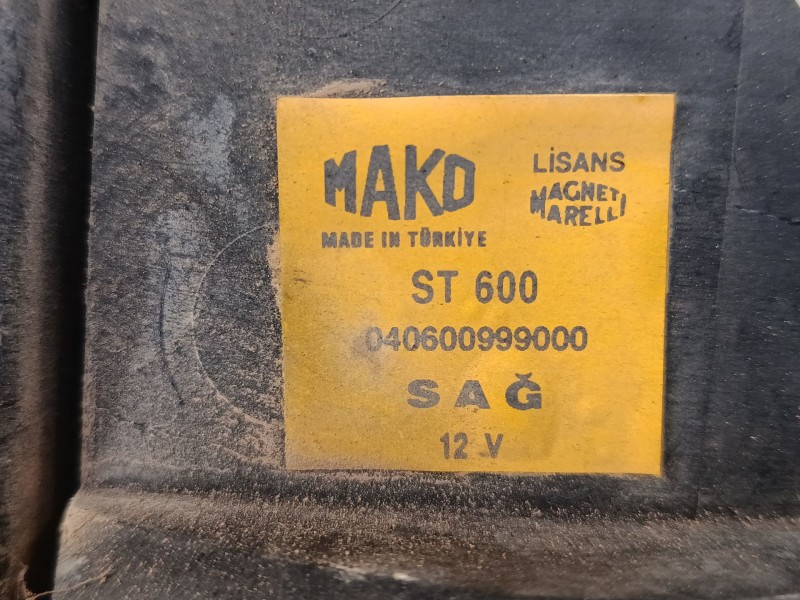 MAKO
MADE IN TÜRKİYE
LİSANS
MAGNETI
MARELLI
ST 600
040600999000
SAĞ
12 V